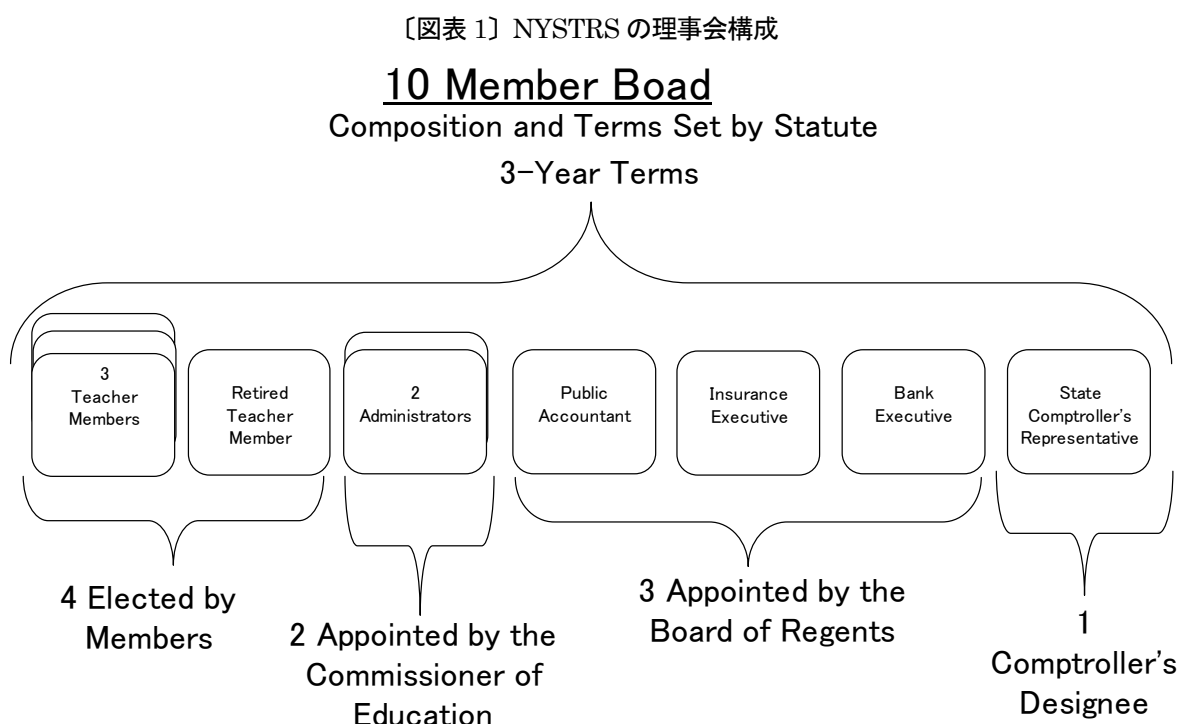 〔図表 1〕NYSTRS の理事会構成
10 Member Boad
Composition and Terms Set by Statute
3-Year Terms
3
Teacher
Members
Retired
Teacher
Member
2
Administrators
Public
Accountant
Insurance
Executive
Bank
Executive
State
Comptroller's
Representative
4 Elected by
Members
2 Appointed by the
Commissioner of
Education
3 Appointed by the
Board of Regents
1
Comptroller's
Designee